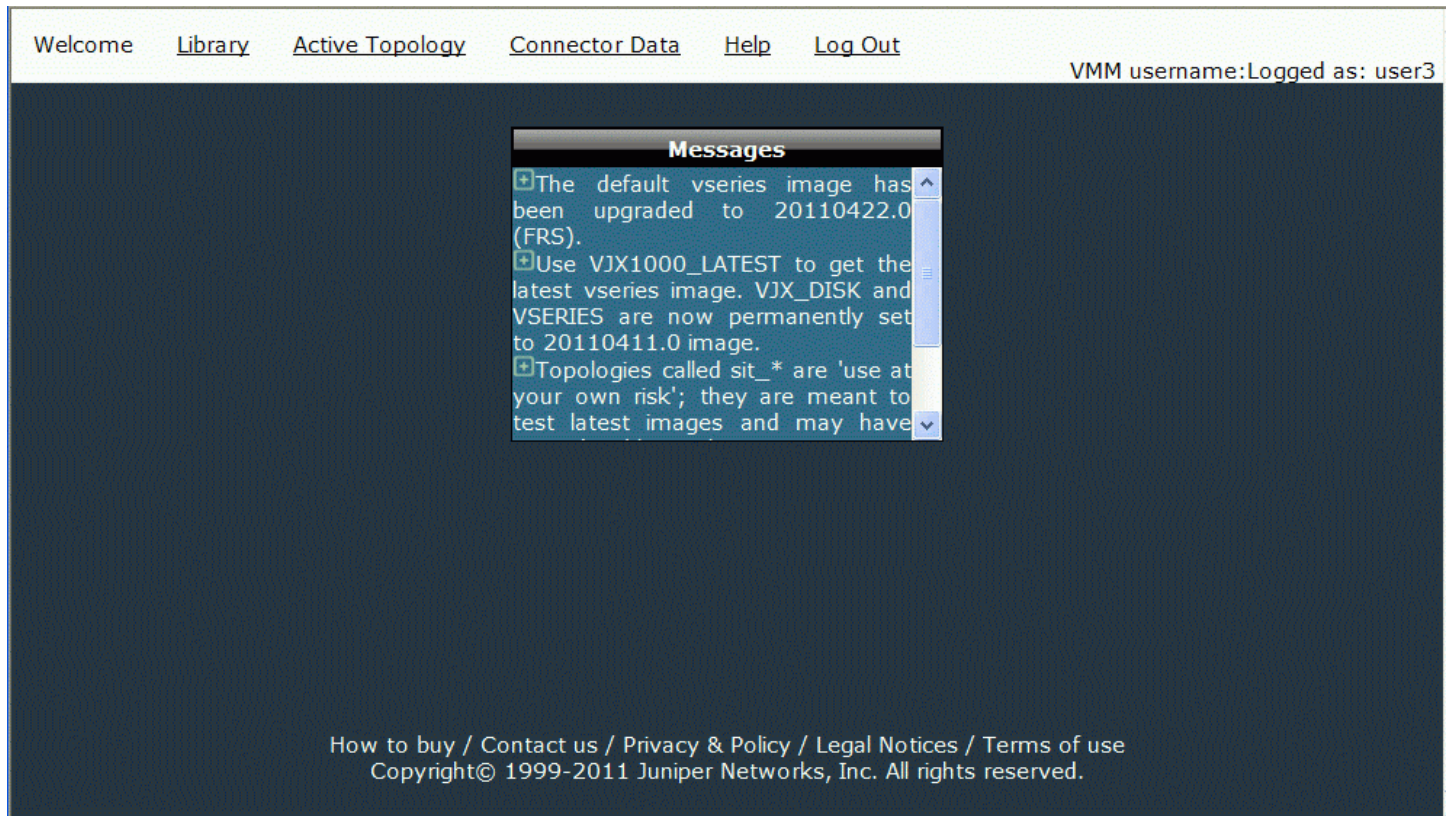 Welcome Library Active Topology Connector Data Help Log Out
VMM username:Logged as: user3
Messages
The default vseries image has
been upgraded to 20110422.0
(FRS).
Use VJX1000_LATEST to get the
latest vseries image. VJX_DISK and
VSERIES are now permanently set
to 20110411.0 image.
Topologies called sit_* are 'use at
your own risk'; they are meant to
test latest images and may have
How to buy / Contact us / Privacy & Policy / Legal Notices / Terms of use
Copyright© 1999-2011 Juniper Networks, Inc. All rights reserved.